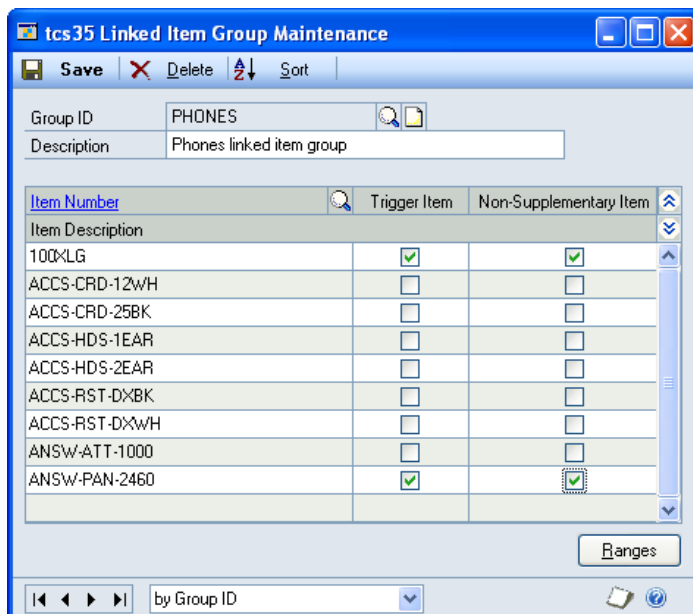 tcs35 Linked Item Group Maintenance
Save Delete Sort
Group ID PHONES
Description Phones linked item group
Item Number Trigger Item Non-Supplementary Item
Item Description
100XLG
ACCS-CRD-12WH
ACCS-CRD-25BK
ACCS-HDS-1EAR
ACCS-HDS-2EAR
ACCS-RST-DXBK
ACCS-RST-DXWH
ANSW-ATT-1000
ANSW-PAN-2460
Ranges
by Group ID